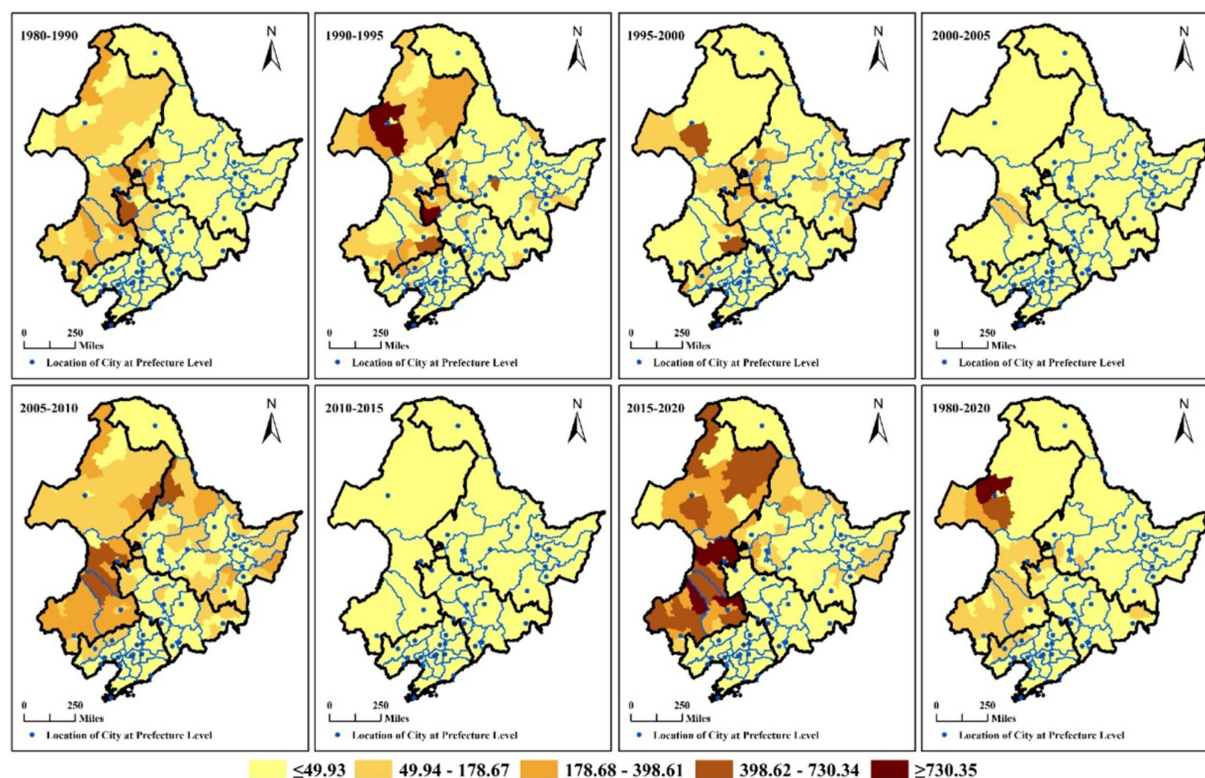 1980-1990
N
0 250
Miles
Location of City at Prefecture Level
1990-1995
N
0 250
Miles
Location of City at Prefecture Level
1995-2000
N
0 250
Miles
Location of City at Prefecture Level
2000-2005
N
0 250
Miles
Location of City at Prefecture Level
2005-2010
N
0 250
Miles
Location of City at Prefecture Level
2010-2015
N
0 250
Miles
Location of City at Prefecture Level
2015-2020
N
0 250
Miles
Location of City at Prefecture Level
1980-2020
N
0 250
Miles
Location of City at Prefecture Level
≤49.93 49.94 - 178.67 178.68 - 398.61 398.62 - 730.34 ≥730.35